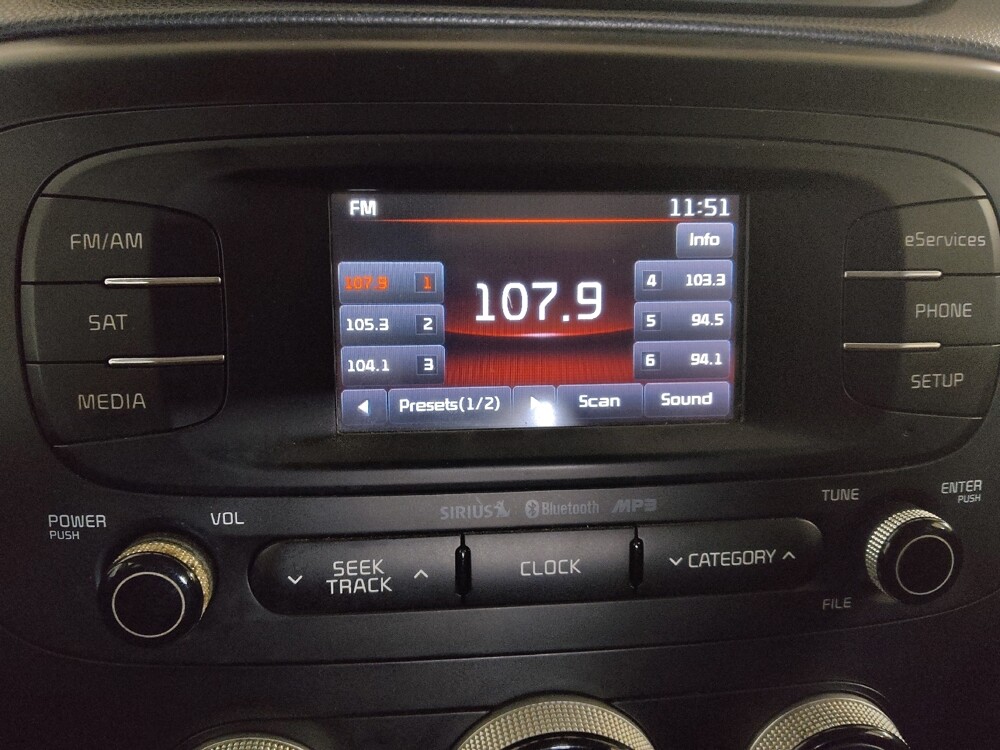 FM 11:51
Info
107.9 1
105.3 2
104.1 3
107.9
4 103.3
5 94.5
6 94.1
Presets(1/2)
Scan
Sound
FM/AM
SAT
MEDIA
eServices
PHONE
SETUP
SIRIUS Bluetooth MP3
POWER
PUSH
VOL
SEEK
TRACK
CLOCK
CATEGORY
TUNE
FILE
ENTER
PUSH